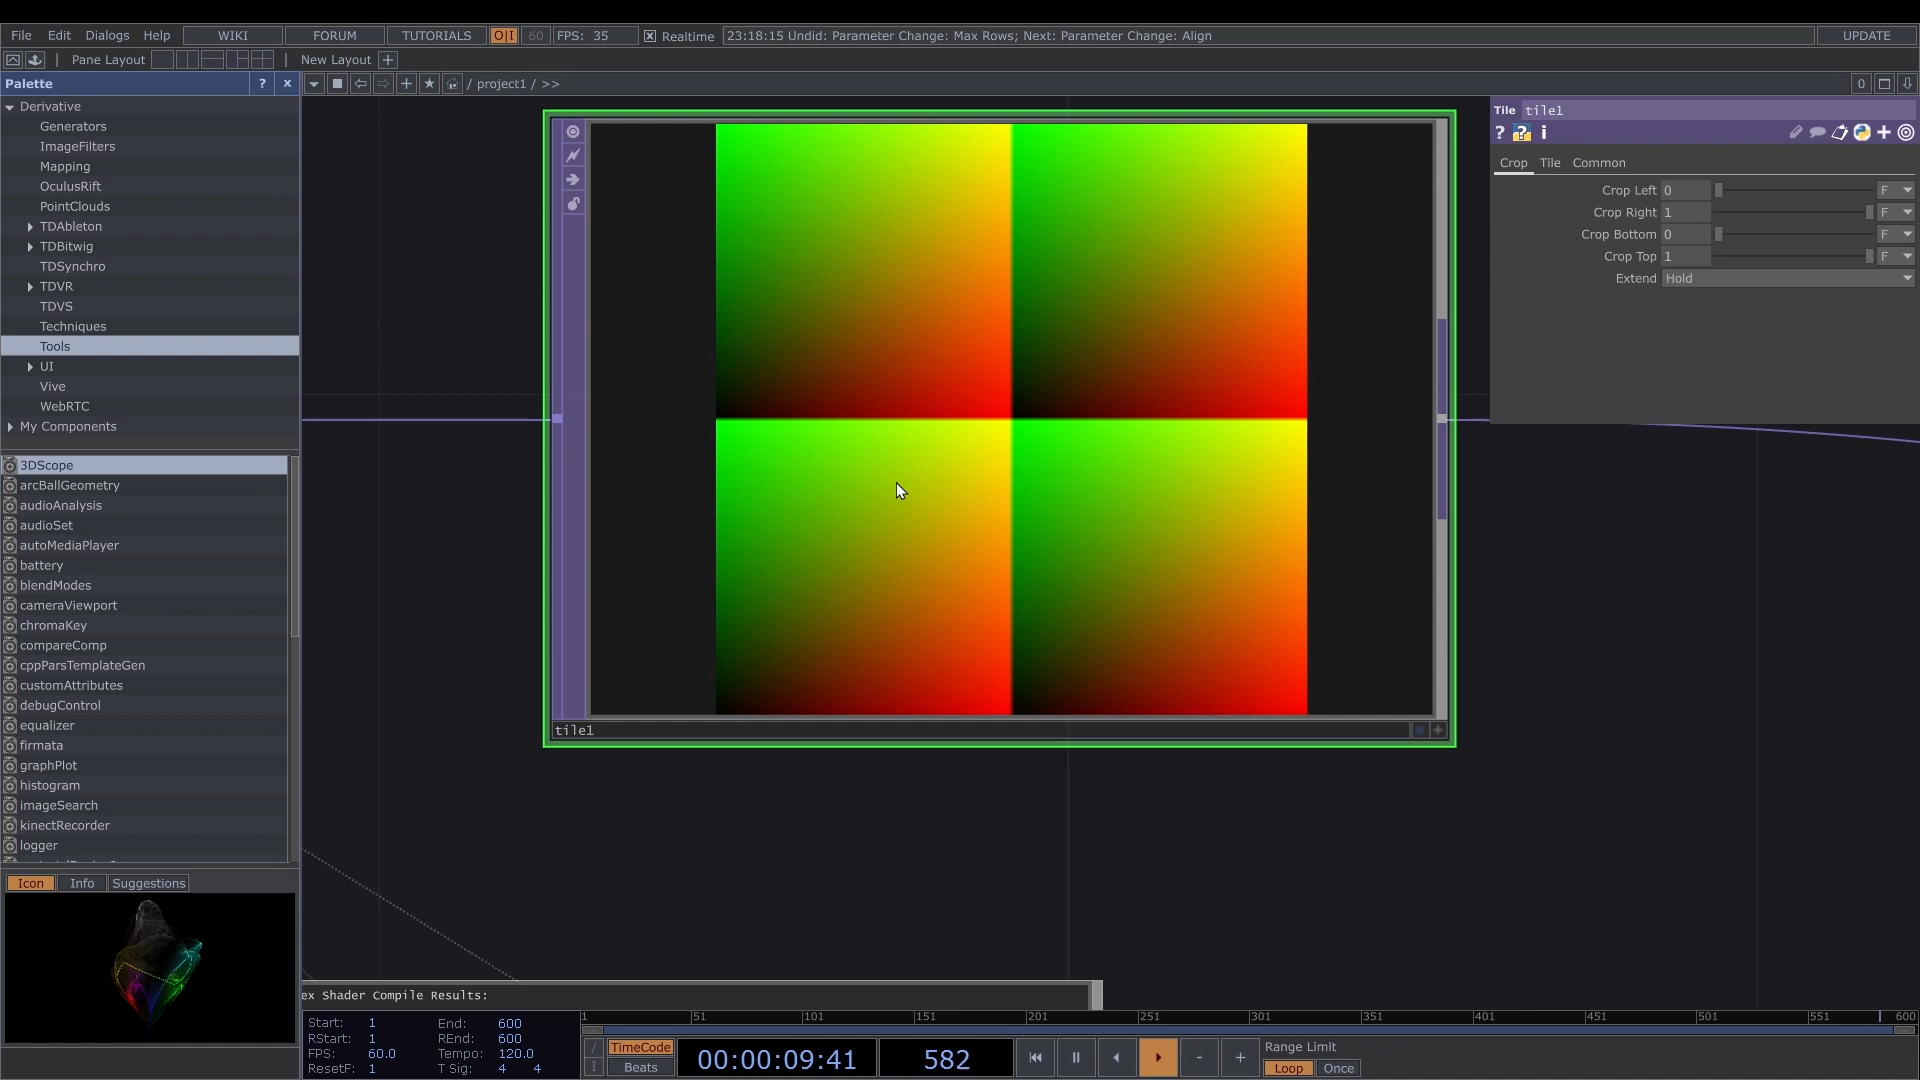 File Edit Dialogs Help WIKI FORUM TUTORIALS O|I 60 FPS: 35 Realtime 23:18:15 Undid: Parameter Change: Max Rows; Next: Parameter Change: Align UPDATE
Pane Layout New Layout +
Palette ? x / project1 / >> 0
Derivative
Generators
ImageFilters
Mapping
OculusRift
PointClouds
TDAbleton
TDBitwig
TDSynchro
TDVR
TDVS
Techniques
Tools
UI
Vive
WebRTC
My Components
3DScope
arcBallGeometry
audioAnalysis
audioSet
autoMediaPlayer
battery
blendModes
cameraViewport
chromaKey
compareComp
cppParsTemplateGen
customAttributes
debugControl
equalizer
firmata
graphPlot
histogram
imageSearch
kinectRecorder
logger
Icon Info Suggestions
tile1
Tile tile1
? ? i
Crop Tile Common
Crop Left 0 F
Crop Right 1 F
Crop Bottom 0 F
Crop Top 1 F
Extend Hold
ex Shader Compile Results:
Start: 1 End: 600
RStart: 1 REnd: 600
FPS: 60.0 Tempo: 120.0
ResetF: 1 T Sig: 4 4
1 51 101 151 201 251 301 351 401 451 501 551 600
TimeCode
Beats
00:00:09:41 582 - +
Range Limit
Loop Once